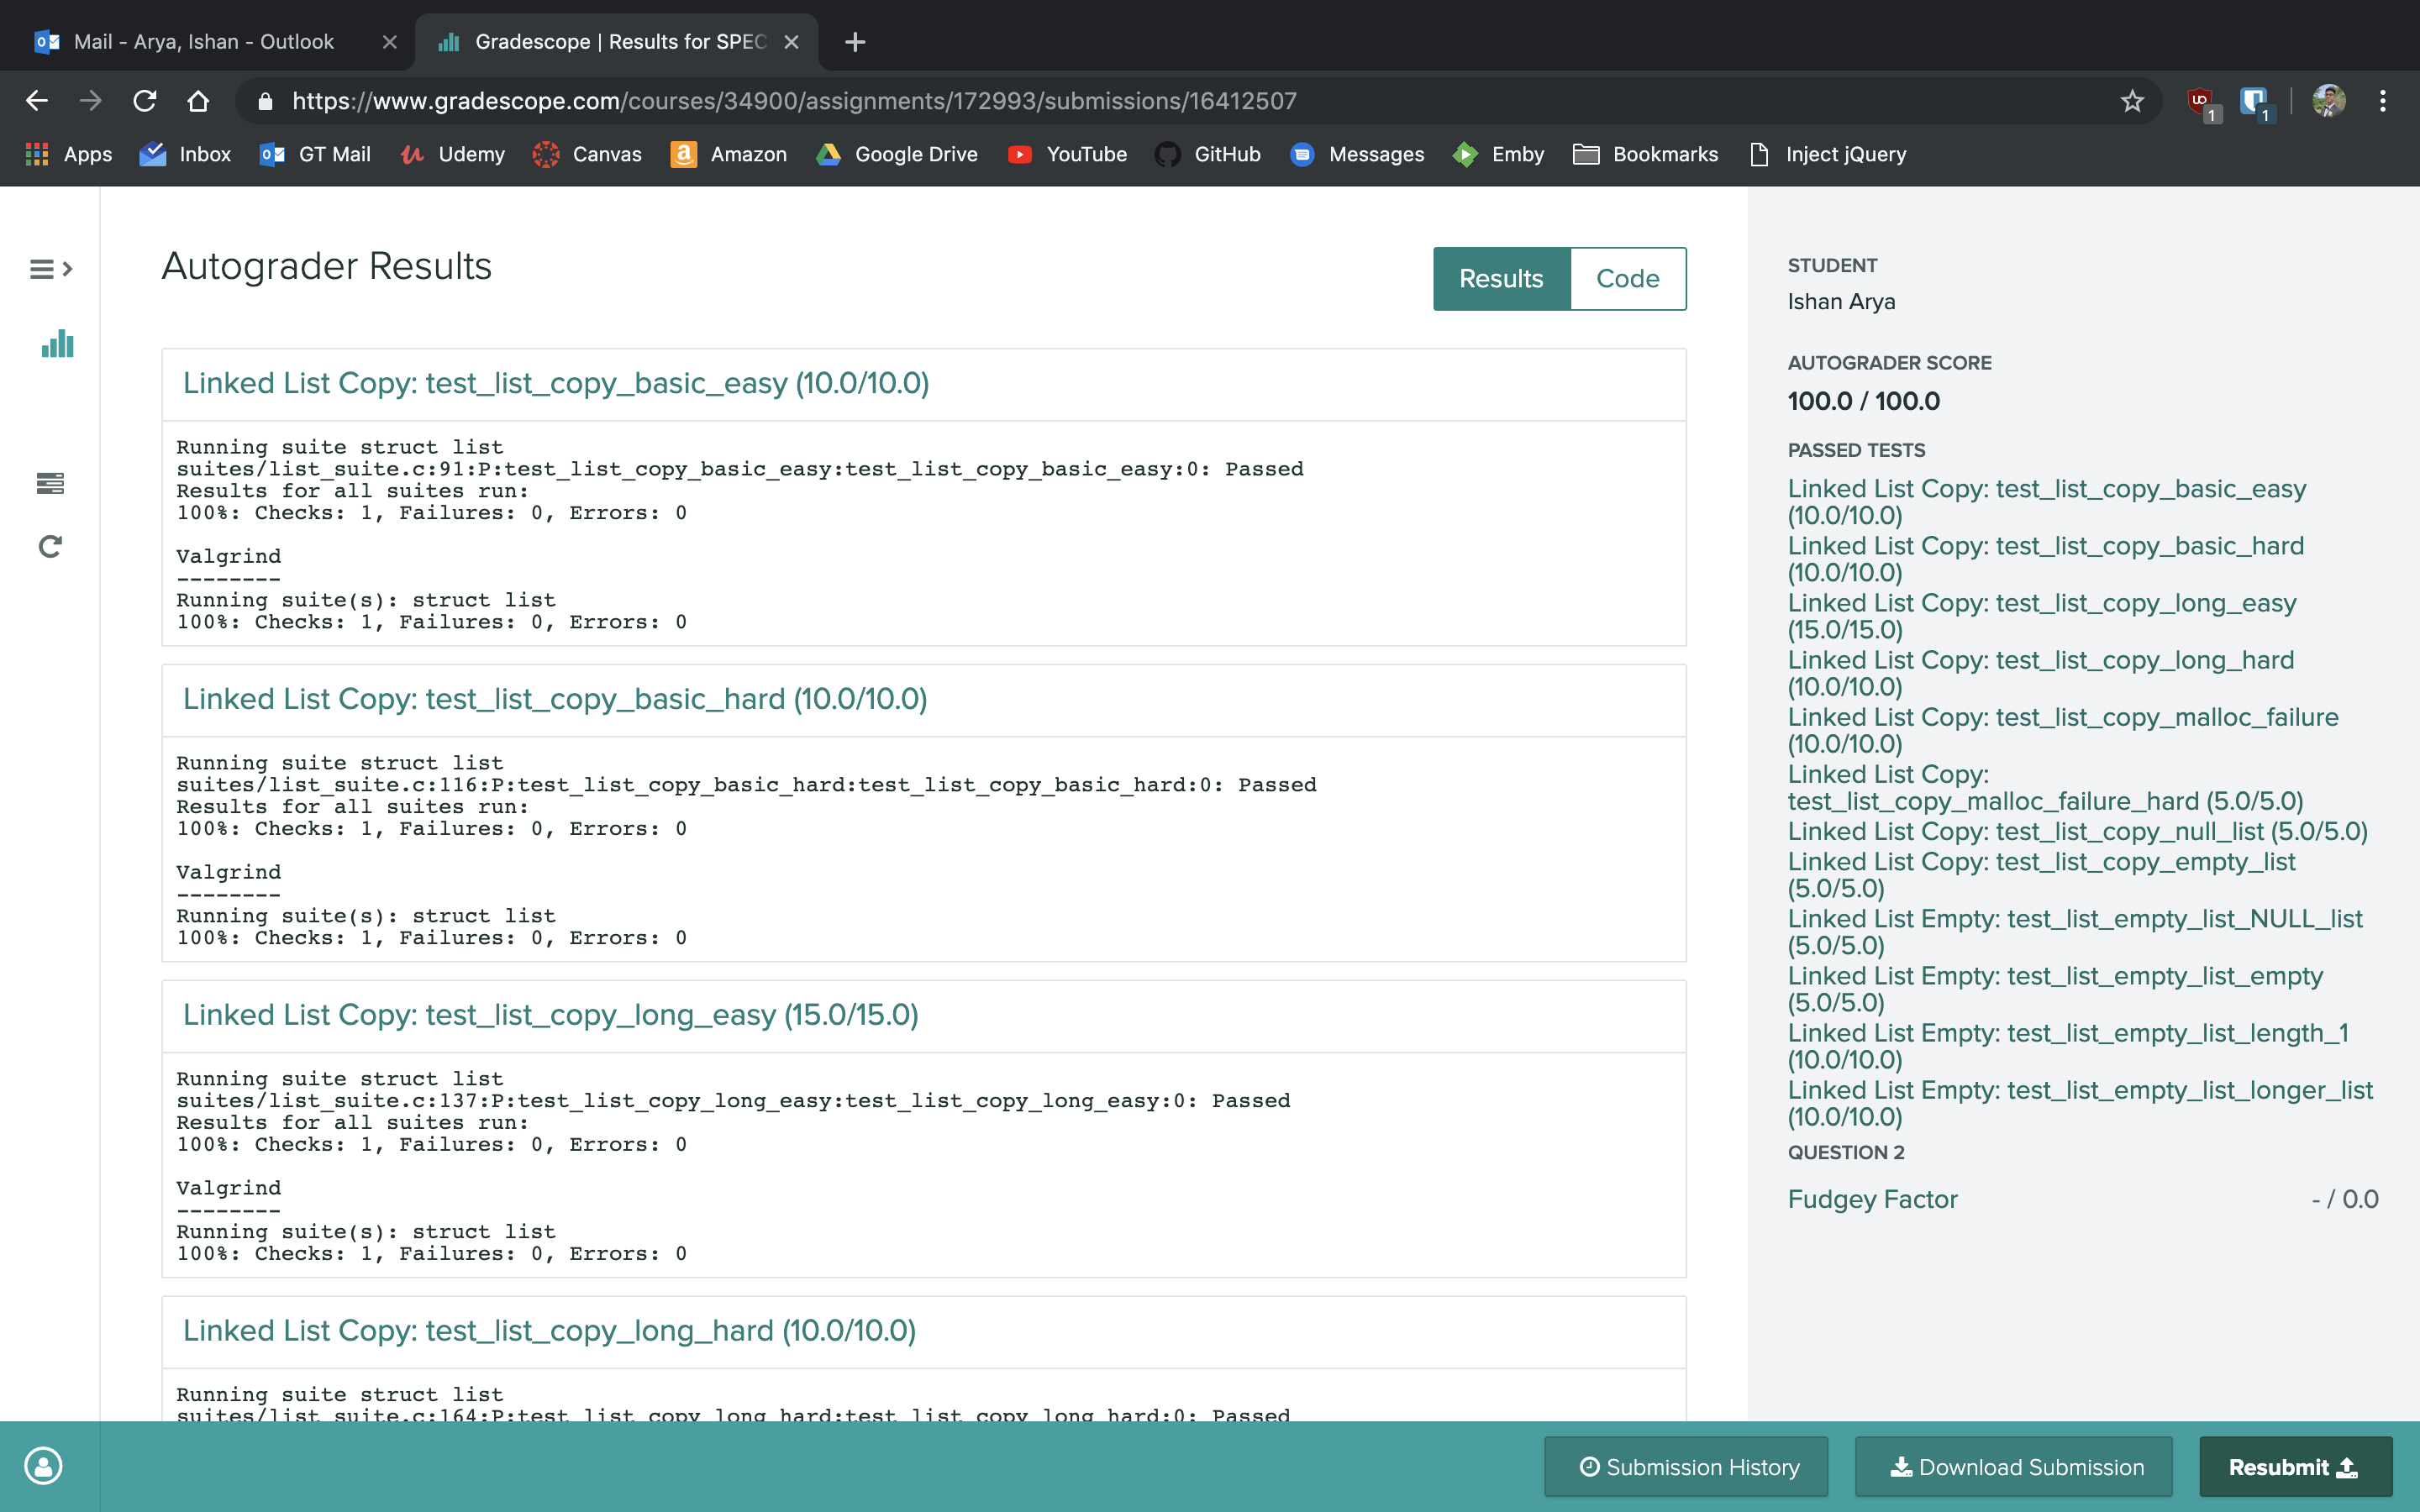 Mail - Arya, Ishan - Outlook
Gradescope | Results for SPEC
https://www.gradescope.com/courses/34900/assignments/172993/submissions/16412507
1
1
Apps
Inbox
GT Mail
Udemy
Canvas
Amazon
Google Drive
YouTube
GitHub
Messages
Emby
Bookmarks
Inject jQuery
Autograder Results
Results
Code
Linked List Copy: test_list_copy_basic_easy (10.0/10.0)
Running suite struct list
suites/list_suite.c:91:P:test_list_copy_basic_easy:test_list_copy_basic_easy:0: Passed
Results for all suites run:
100%: Checks: 1, Failures: 0, Errors: 0
Valgrind
--------
Running suite(s): struct list
100%: Checks: 1, Failures: 0, Errors: 0
Linked List Copy: test_list_copy_basic_hard (10.0/10.0)
Running suite struct list
suites/list_suite.c:116:P:test_list_copy_basic_hard:test_list_copy_basic_hard:0: Passed
Results for all suites run:
100%: Checks: 1, Failures: 0, Errors: 0
Valgrind
--------
Running suite(s): struct list
100%: Checks: 1, Failures: 0, Errors: 0
Linked List Copy: test_list_copy_long_easy (15.0/15.0)
Running suite struct list
suites/list_suite.c:137:P:test_list_copy_long_easy:test_list_copy_long_easy:0: Passed
Results for all suites run:
100%: Checks: 1, Failures: 0, Errors: 0
Valgrind
--------
Running suite(s): struct list
100%: Checks: 1, Failures: 0, Errors: 0
Linked List Copy: test_list_copy_long_hard (10.0/10.0)
Running suite struct list
suites/list_suite.c:164:P:test_list_copy_long_hard:test_list_copy_long_hard:0: Passed
STUDENT
Ishan Arya
AUTOGRADER SCORE
100.0 / 100.0
PASSED TESTS
Linked List Copy: test_list_copy_basic_easy
(10.0/10.0)
Linked List Copy: test_list_copy_basic_hard
(10.0/10.0)
Linked List Copy: test_list_copy_long_easy
(15.0/15.0)
Linked List Copy: test_list_copy_long_hard
(10.0/10.0)
Linked List Copy: test_list_copy_malloc_failure
(10.0/10.0)
Linked List Copy:
test_list_copy_malloc_failure_hard (5.0/5.0)
Linked List Copy: test_list_copy_null_list (5.0/5.0)
Linked List Copy: test_list_copy_empty_list
(5.0/5.0)
Linked List Empty: test_list_empty_list_NULL_list
(5.0/5.0)
Linked List Empty: test_list_empty_list_empty
(5.0/5.0)
Linked List Empty: test_list_empty_list_length_1
(10.0/10.0)
Linked List Empty: test_list_empty_list_longer_list
(10.0/10.0)
QUESTION 2
Fudgey Factor
- / 0.0
Submission History
Download Submission
Resubmit